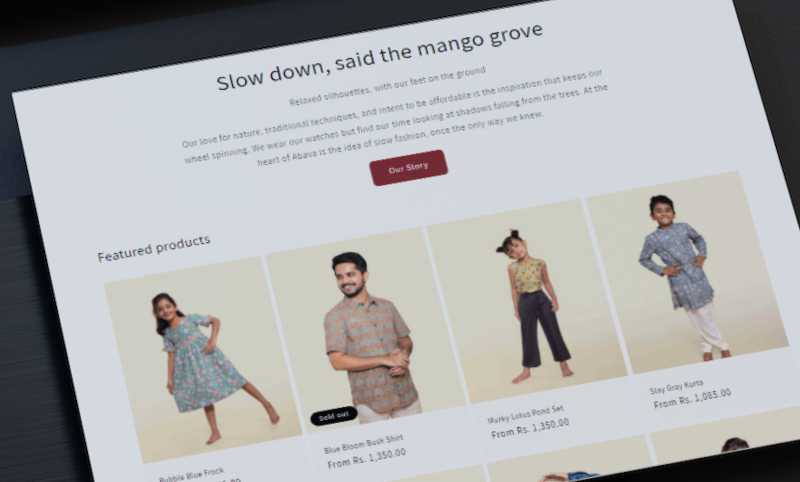 Slow down, said the mango grove
Relaxed silhouettes, with our feet on the ground
Our love for nature, traditional techniques, and intent to be affordable is the inspiration that keeps our
wheel spinning. We wear our watches but find our time looking at shadows falling from the trees. At the
heart of Abava is the idea of slow fashion, once the only way we knew.
Our Story
Featured products
Sold out
Bubble Blue Frock
Blue Bloom Bush Shirt
From Rs. 1,350.00
Murky Lotus Pond Set
From Rs. 1,350.00
Slay Gray Kurta
From Rs. 1,085.00